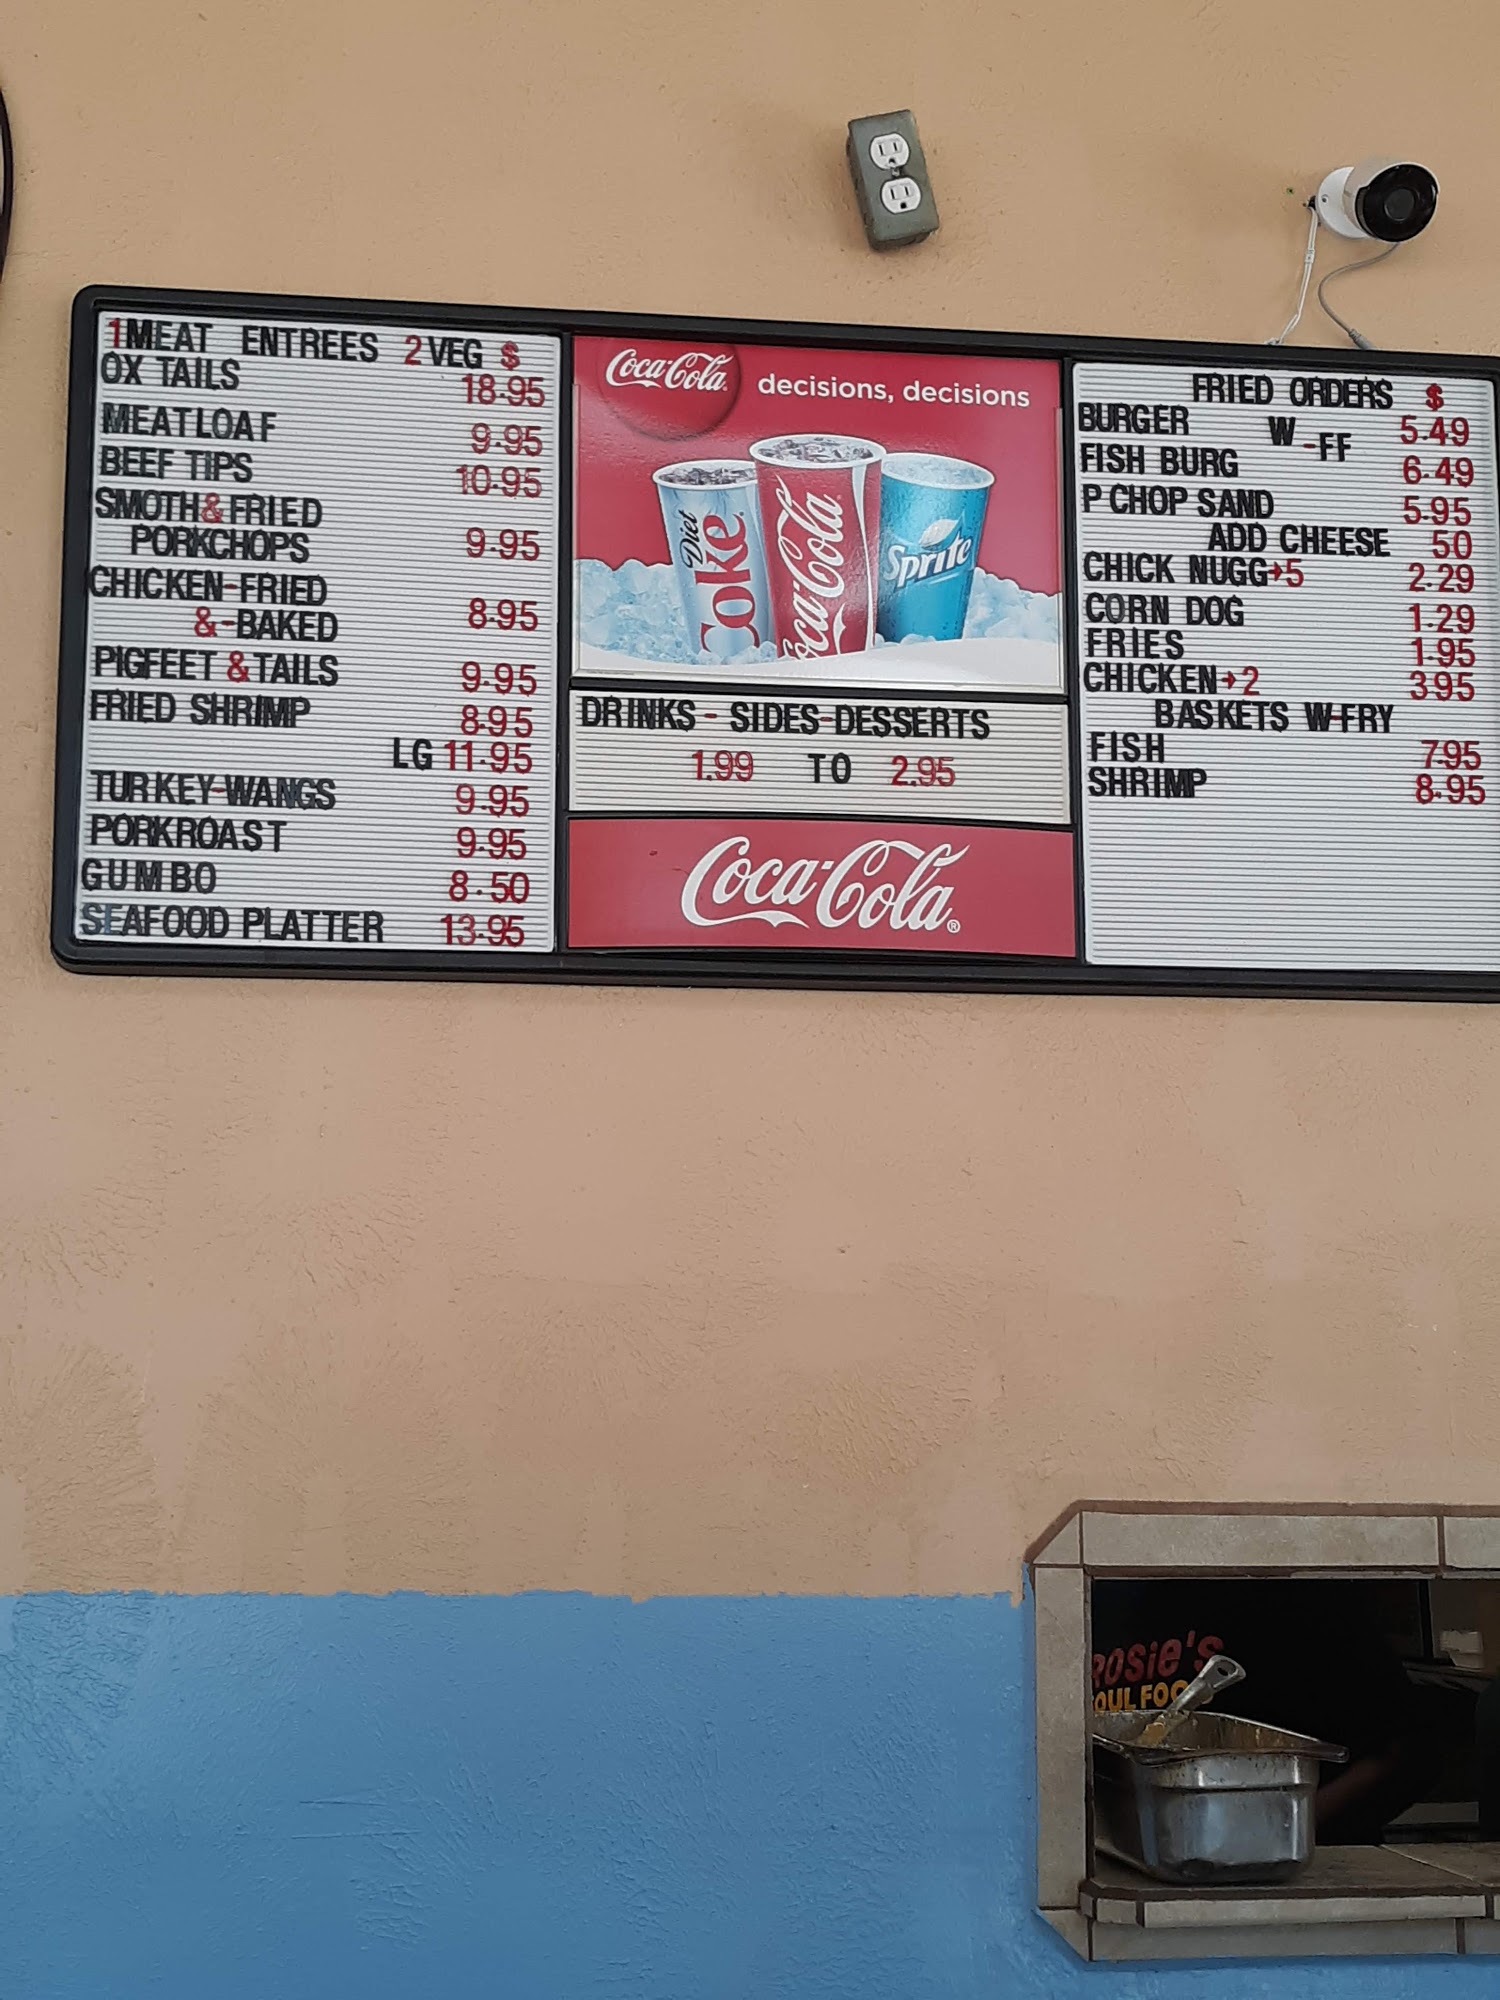 1MEAT ENTREES 2 VEG $
OX TAILS 18.95
MEATLOAF 9.95
BEEF TIPS 10.95
SMOTH & FRIED
PORKCHOPS 9.95
CHICKEN-FRIED
&-BAKED 8.95
PIGFEET & TAILS 9.95
FRIED SHRIMP 8.95
LG 11.95
TURKEY-WANGS 9.95
PORKROAST 9.95
GUMBO 8.50
SEAFOOD PLATTER 13.95
Coca-Cola decisions, decisions
Diet Coke
Coca-Cola
Sprite
DRINKS - SIDES-DESSERTS
1.99 TO 2.95
Coca-Cola®
FRIED ORDERS $
BURGER W-FF 5.49
FISH BURG 6.49
P CHOP SAND 5.95
ADD CHEESE 50
CHICK NUGG→5 2.29
CORN DOG 1.29
FRIES 1.95
CHICKEN→2 395
BASKETS W-FRY
FISH 7.95
SHRIMP 8.95
ROSiE'S
OUL FOO